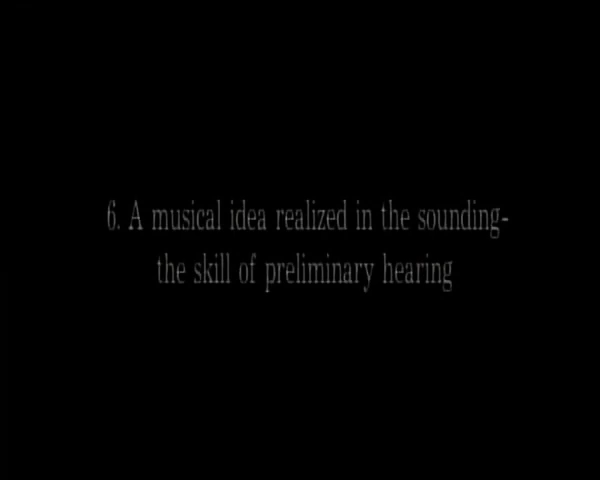 6. A musical idea realized in the sounding-
the skill of preliminary hearing